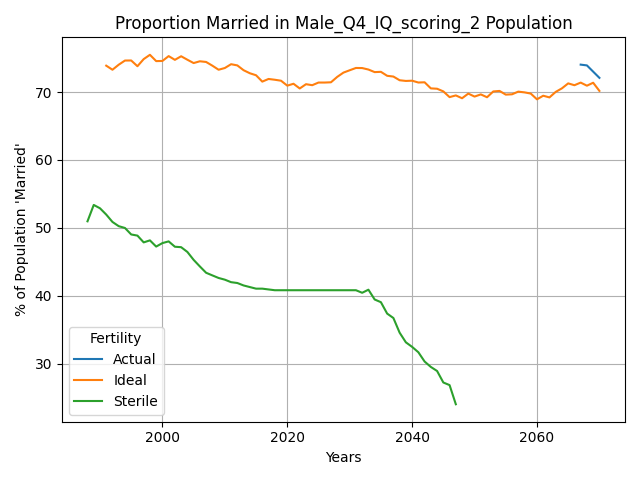 Proportion Married in Male_Q4_IQ_scoring_2 Population
% of Population 'Married'
70
60
50
40
30
Fertility
Actual
Ideal
Sterile
2000
2020
2040
2060
Years